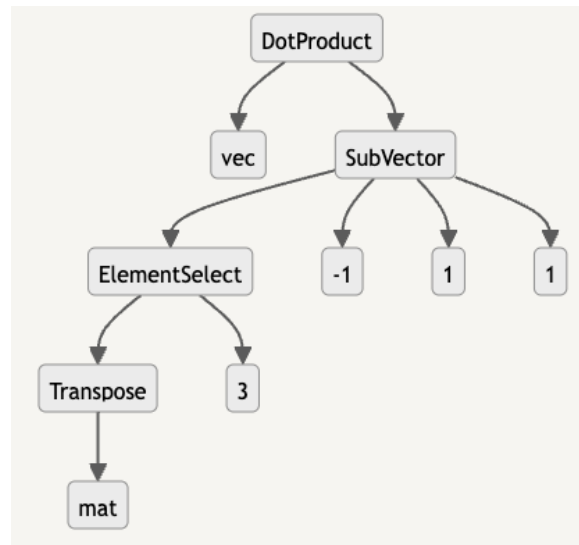 DotProduct
vec
SubVector
ElementSelect
-1
1
1
Transpose
3
mat